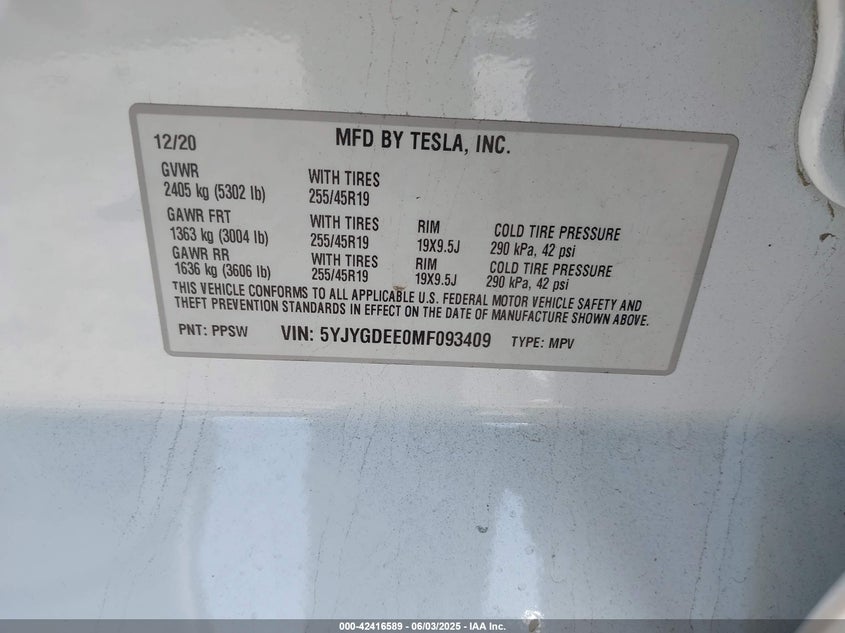 12/20 MFD BY TESLA, INC.
GVWR
2405 kg (5302 lb) WITH TIRES 255/45R19
GAWR FRT
1363 kg (3004 lb) WITH TIRES 255/45R19 RIM 19X9.5J COLD TIRE PRESSURE 290 kPa, 42 psi
GAWR RR
1636 kg (3606 lb) WITH TIRES 255/45R19 RIM 19X9.5J COLD TIRE PRESSURE 290 kPa, 42 psi
THIS VEHICLE CONFORMS TO ALL APPLICABLE U.S. FEDERAL MOTOR VEHICLE SAFETY AND
THEFT PREVENTION STANDARDS IN EFFECT ON THE DATE OF MANUFACTURE SHOWN ABOVE.
PNT: PPSW VIN: 5YJYGDEE0MF093409 TYPE: MPV
000-42416589 - 06/03/2025 - IAA Inc.